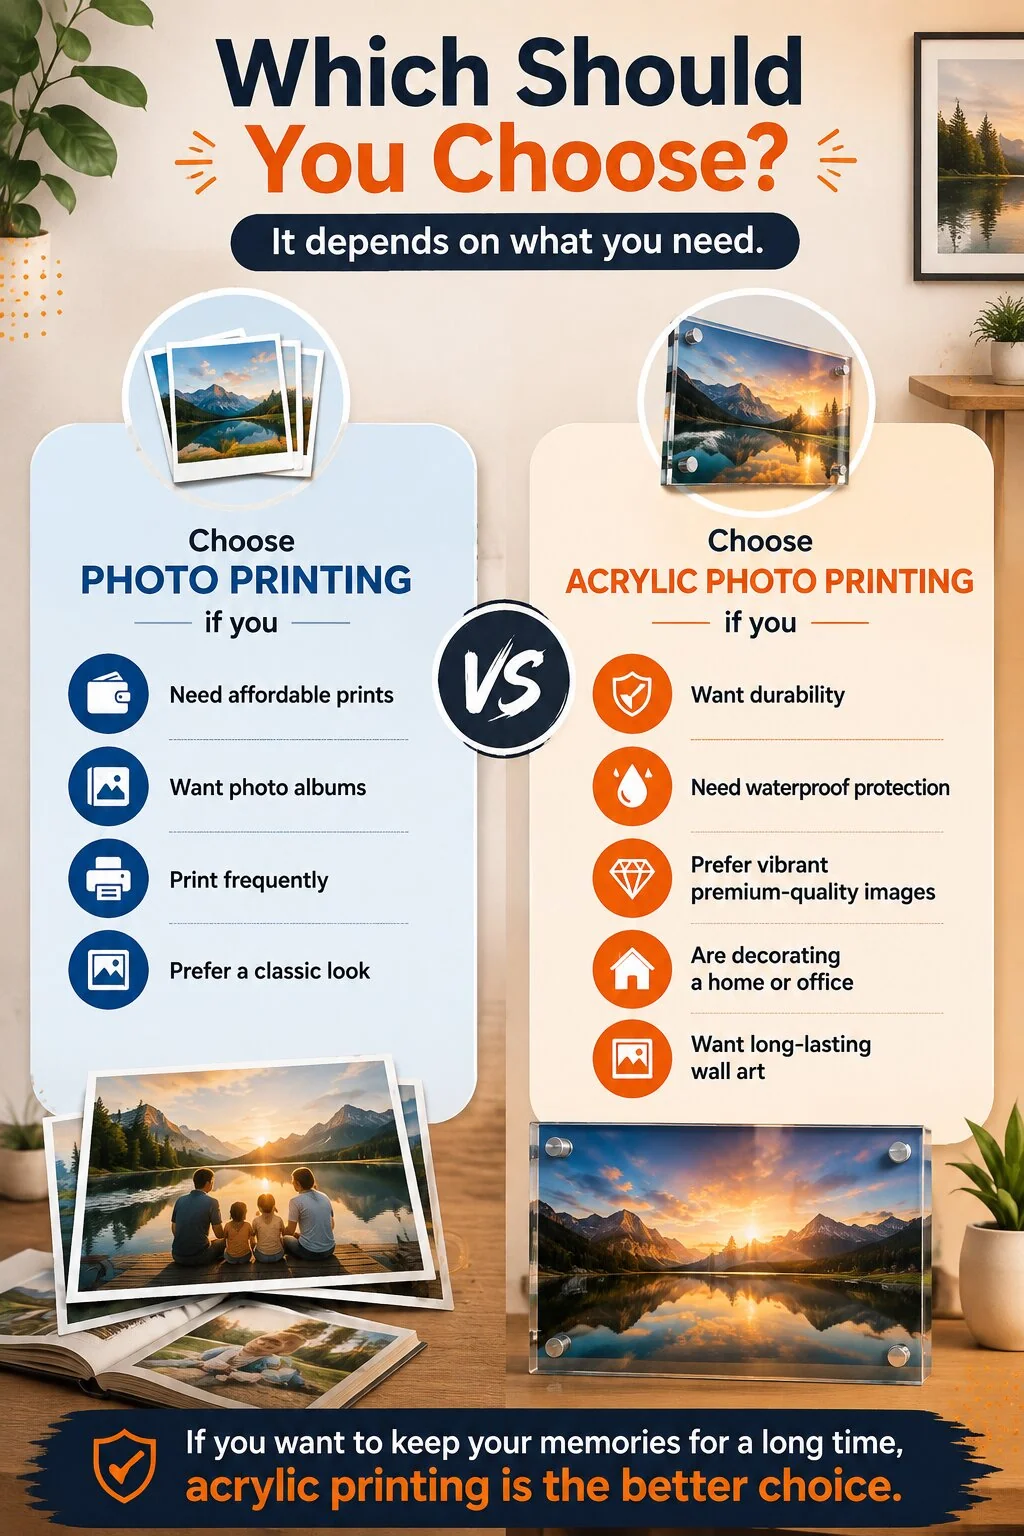 Which Should
You Choose?
It depends on what you need.
Choose
PHOTO PRINTING
if you
Need affordable prints
Want photo albums
Print frequently
Prefer a classic look
VS
Choose
ACRYLIC PHOTO PRINTING
if you
Want durability
Need waterproof protection
Prefer vibrant
premium-quality images
Are decorating
a home or office
Want long-lasting
wall art
If you want to keep your memories for a long time,
acrylic printing is the better choice.